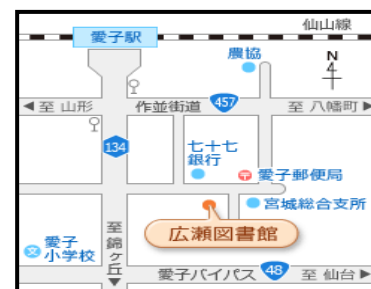 仙山線
愛子駅
農協
N
4
◀至 山形
作並街道
457
至 八幡町▶
134
七十七
銀行
愛子郵便局
宮城総合支所
広瀬図書館
至錦ヶ丘▼
愛子
小学校
文
愛子バイパス
48
至 仙台▶